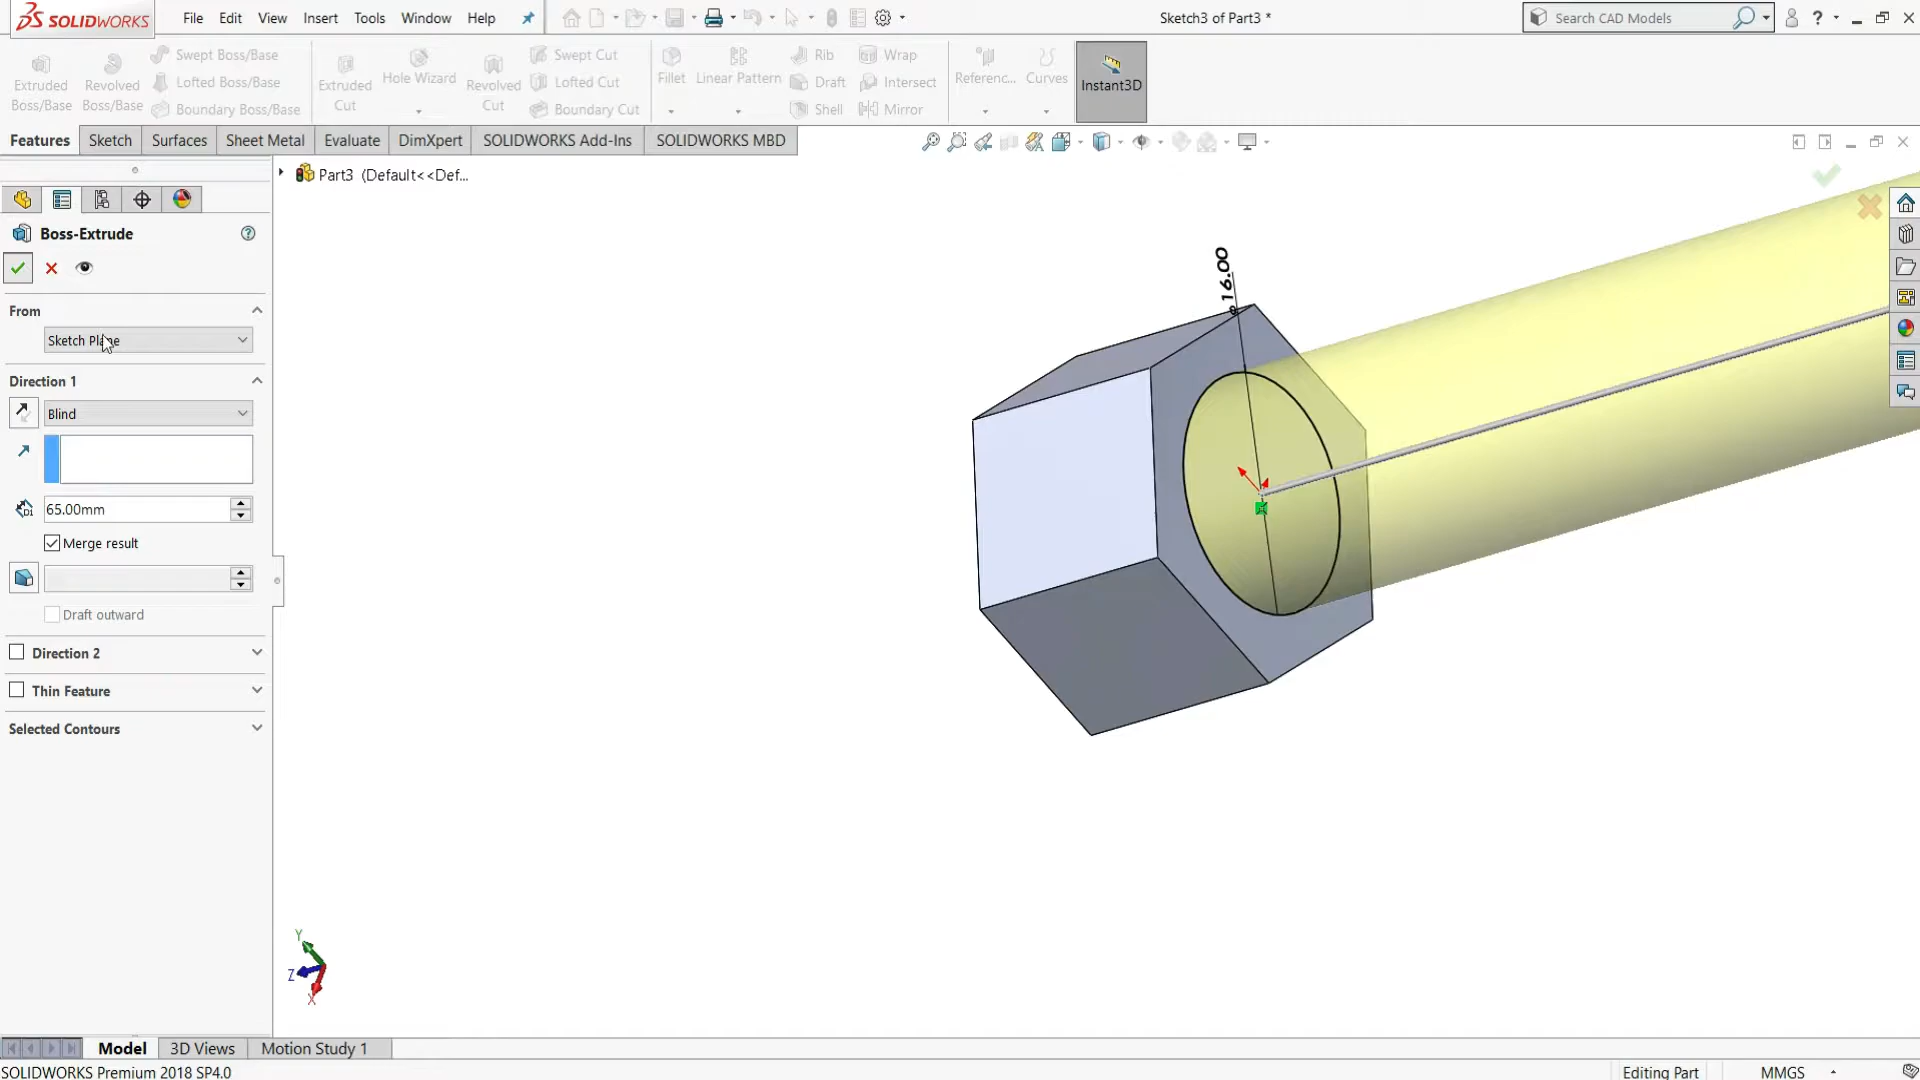 SOLIDWORKS
File Edit View Insert Tools Window Help
Sketch3 of Part3 *
Search CAD Models
?
Extruded Boss/Base
Revolved Boss/Base
Swept Boss/Base
Lofted Boss/Base
Boundary Boss/Base
Extruded Cut
Hole Wizard
Revolved Cut
Swept Cut
Lofted Cut
Boundary Cut
Fillet
Linear Pattern
Rib
Draft
Shell
Wrap
Intersect
Mirror
Referenc...
Curves
Instant3D
Features Sketch Surfaces Sheet Metal Evaluate DimXpert SOLIDWORKS Add-Ins SOLIDWORKS MBD
Part3 (Default<<Def...
Boss-Extrude
?
From
Sketch Plane
Direction 1
Blind
D1
65.00mm
Merge result
Draft outward
Direction 2
Thin Feature
Selected Contours
16.00
Y
Z
X
Model 3D Views Motion Study 1
SOLIDWORKS Premium 2018 SP4.0
Editing Part
MMGS